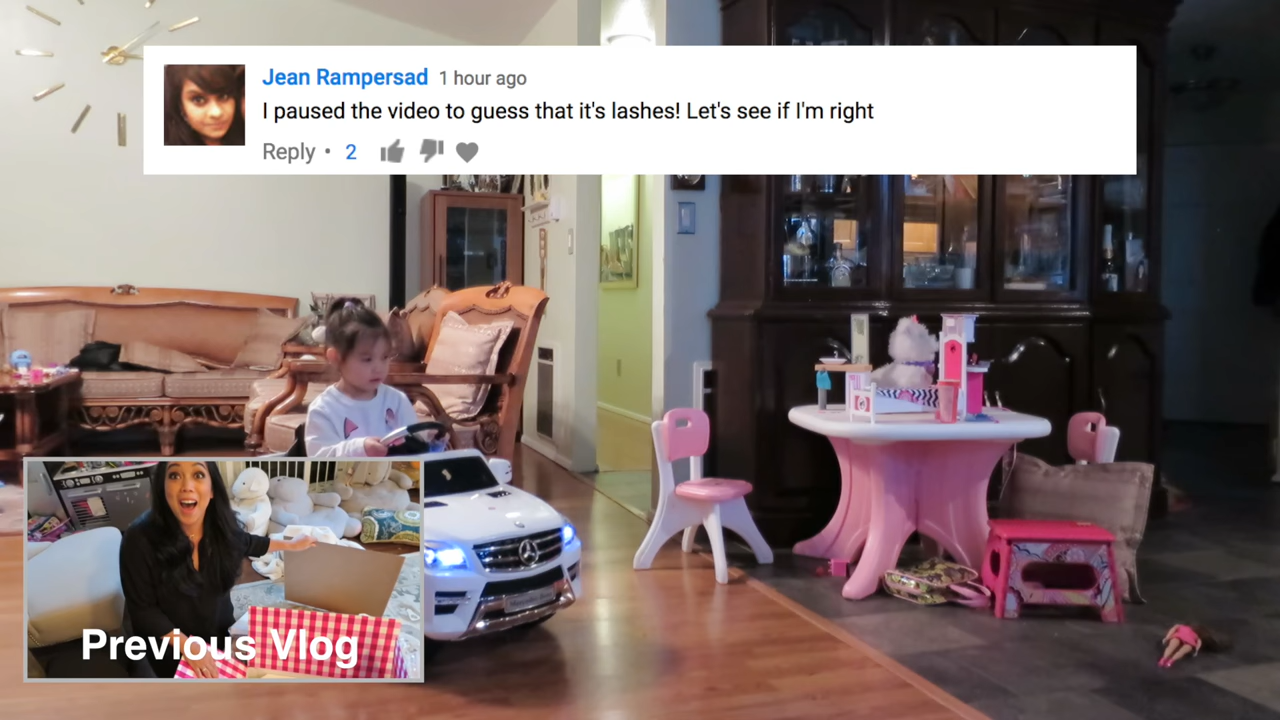 Jean Rampersad 1 hour ago
I paused the video to guess that it's lashes! Let's see if I'm right
Reply • 2
Previous Vlog